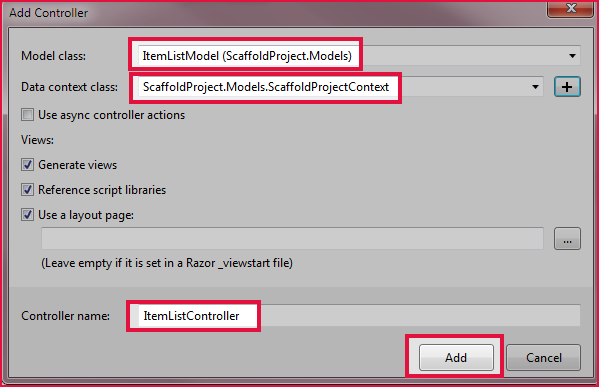 Add Controller
Model class: ItemListModel (ScaffoldProject.Models)
Data context class: ScaffoldProject.Models.ScaffoldProjectContext +
Use async controller actions
Views:
Generate views
Reference script libraries
Use a layout page:
...
(Leave empty if it is set in a Razor _viewstart file)
Controller name: ItemListController
Add Cancel